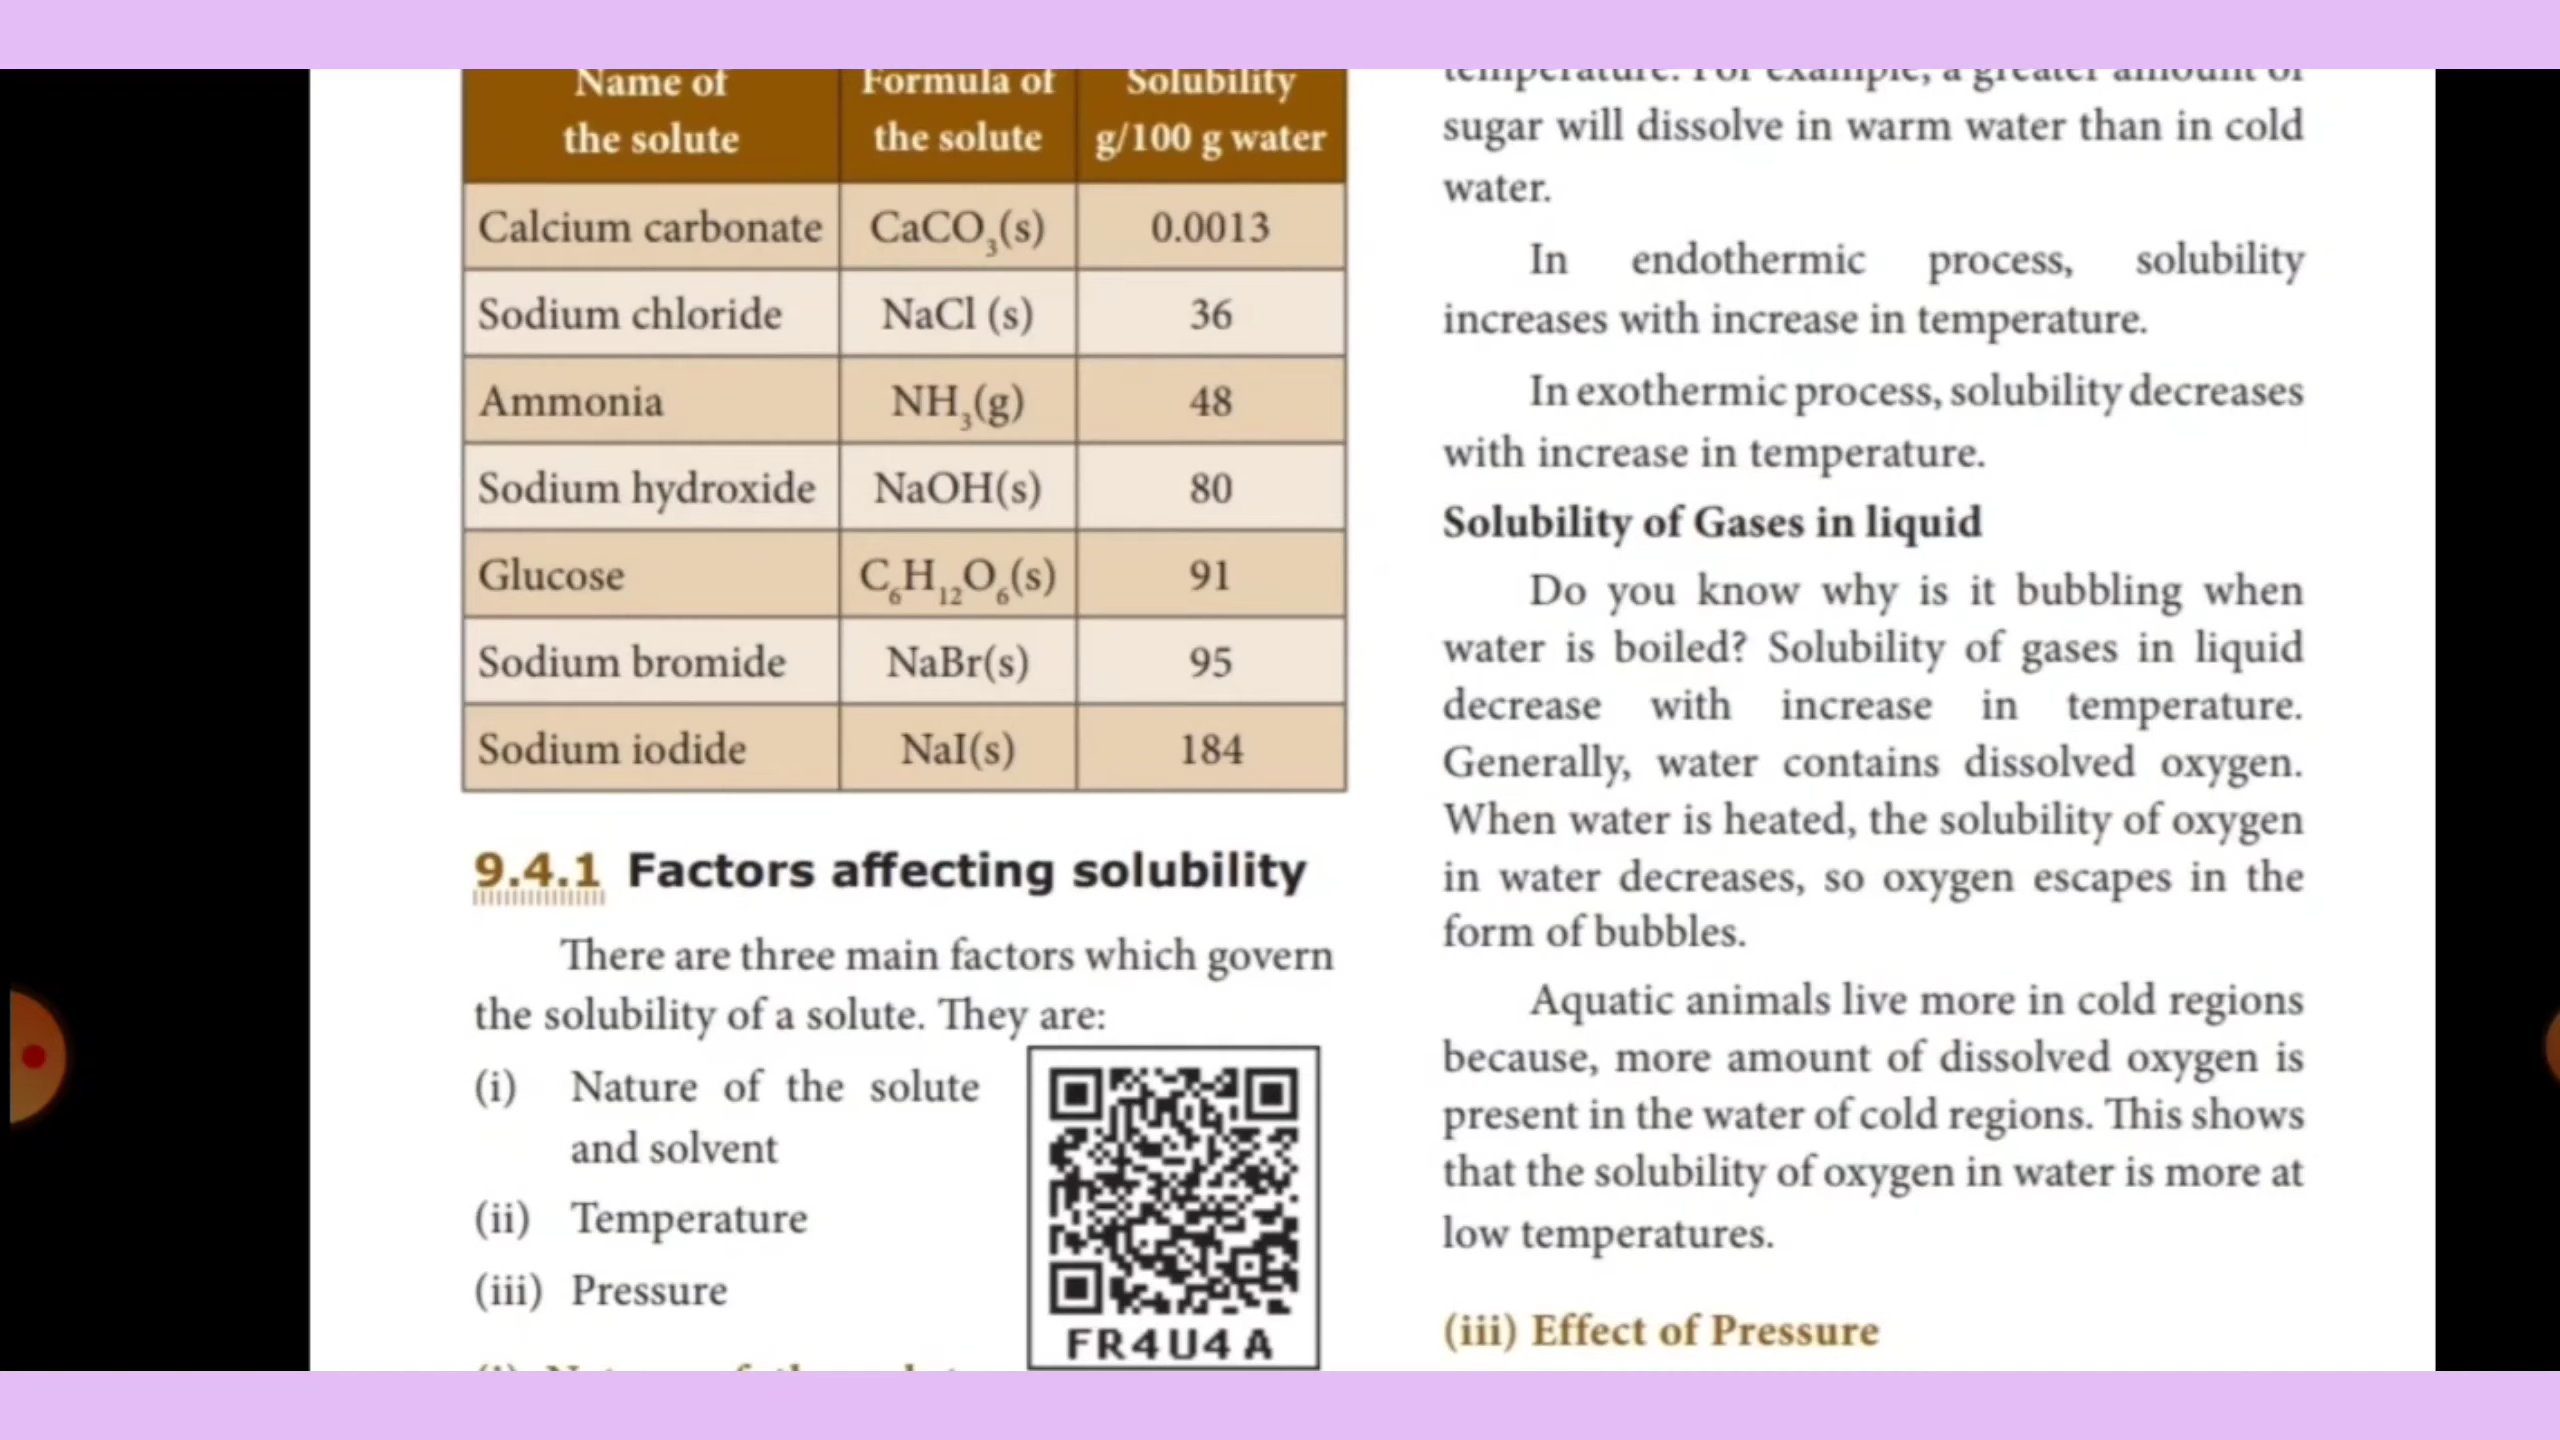 Name of the solute
Formula of the solute
Solubility g/100 g water
Calcium carbonate CaCO₃(s) 0.0013
Sodium chloride NaCl (s) 36
Ammonia NH₃(g) 48
Sodium hydroxide NaOH(s) 80
Glucose C₆H₁₂O₆(s) 91
Sodium bromide NaBr(s) 95
Sodium iodide NaI(s) 184
9.4.1 Factors affecting solubility
There are three main factors which govern
the solubility of a solute. They are:
(i) Nature of the solute
and solvent
(ii) Temperature
(iii) Pressure
FR4U4A
temperature. For example, a greater amount of
sugar will dissolve in warm water than in cold
water.
In endothermic process, solubility
increases with increase in temperature.
In exothermic process, solubility decreases
with increase in temperature.
Solubility of Gases in liquid
Do you know why is it bubbling when
water is boiled? Solubility of gases in liquid
decrease with increase in temperature.
Generally, water contains dissolved oxygen.
When water is heated, the solubility of oxygen
in water decreases, so oxygen escapes in the
form of bubbles.
Aquatic animals live more in cold regions
because, more amount of dissolved oxygen is
present in the water of cold regions. This shows
that the solubility of oxygen in water is more at
low temperatures.
(iii) Effect of Pressure